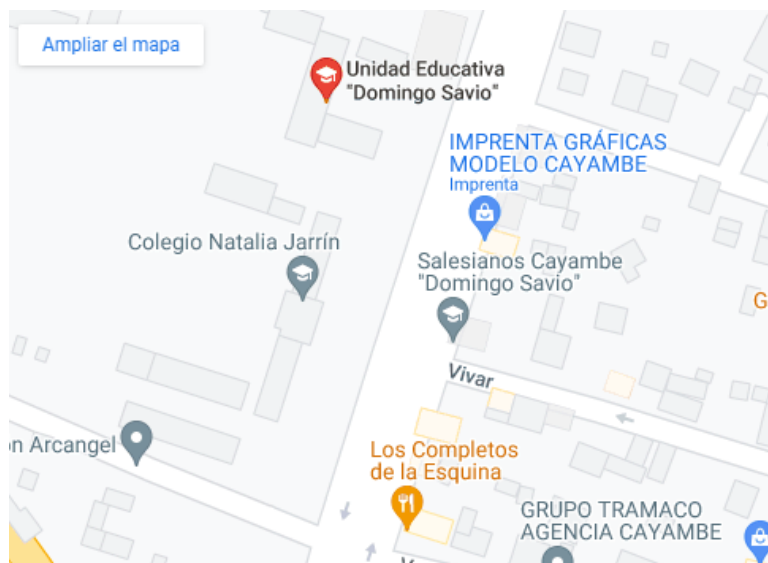 Ampliar el mapa
Unidad Educativa
"Domingo Savio"
IMPRENTA GRÁFICAS
MODELO CAYAMBE
Imprenta
Colegio Natalia Jarrín
Salesianos Cayambe
"Domingo Savio"
G
Vivar
on Arcangel
Los Completos
de la Esquina
GRUPO TRAMACO
AGENCIA CAYAMBE